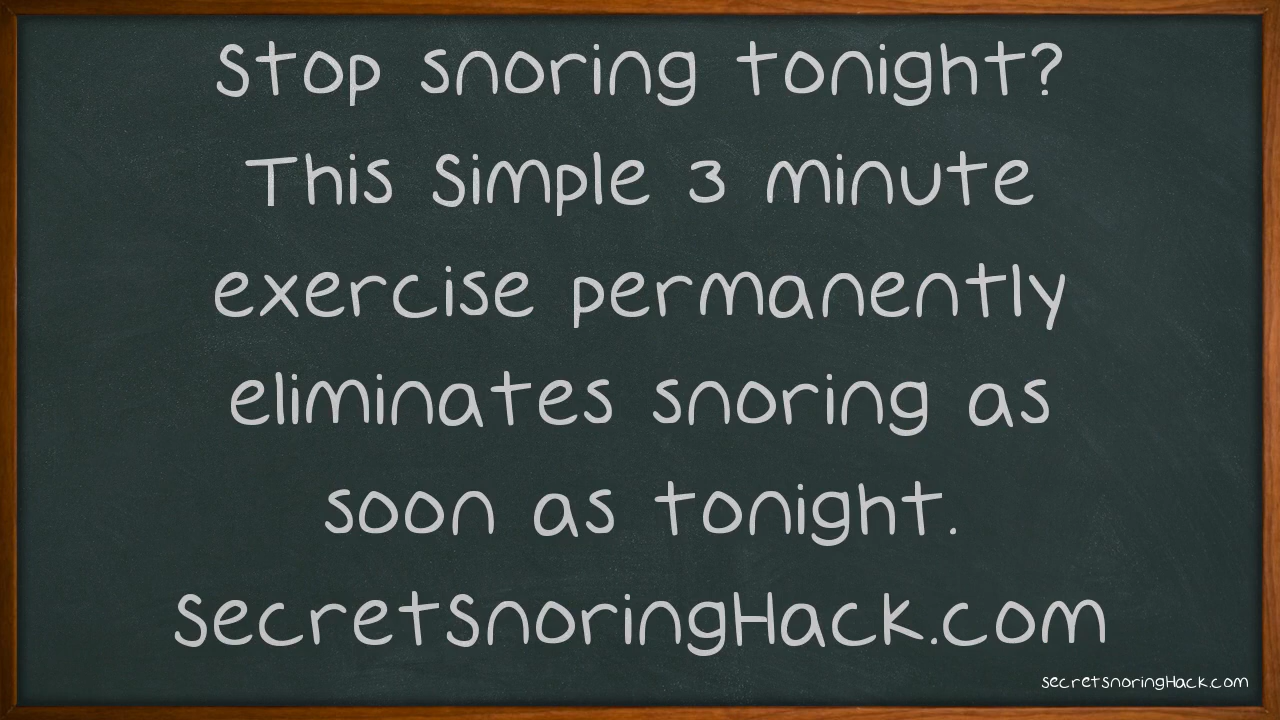 Stop snoring tonight?
This Simple 3 minute
exercise permanently
eliminates snoring as
soon as tonight.
SecretSnoringHack.com
secretsnoringHack.com